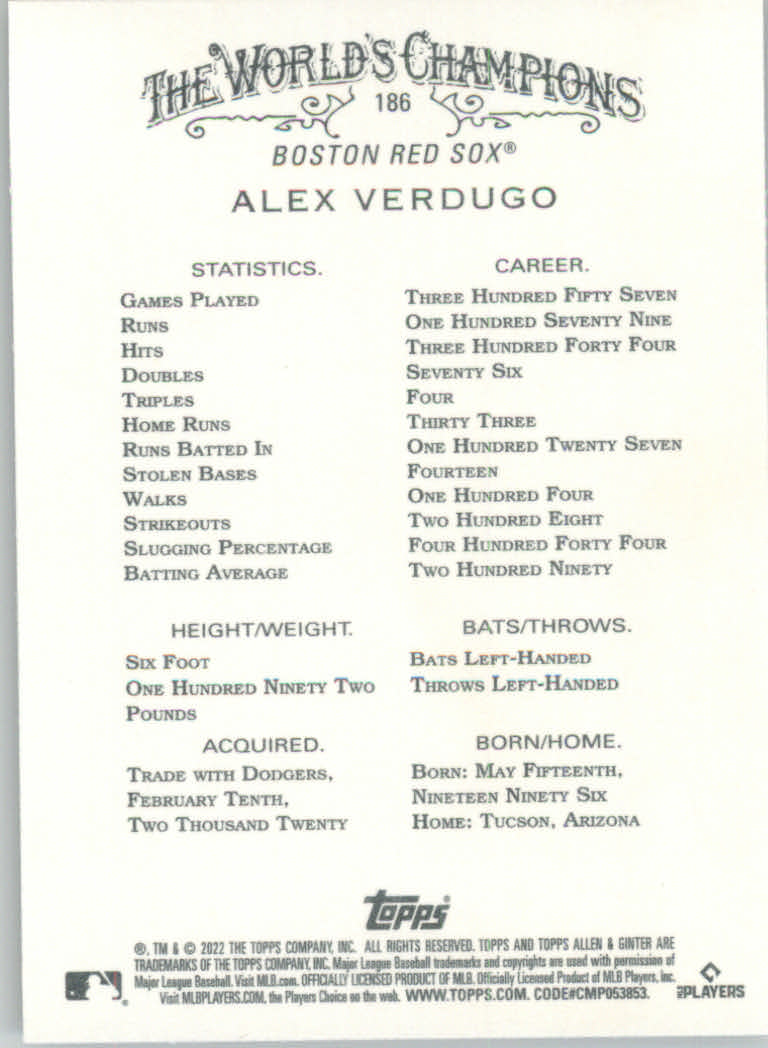 THE WORLD'S CHAMPIONS
186
BOSTON RED SOX®
ALEX VERDUGO
STATISTICS.
GAMES PLAYED
RUNS
HITS
DOUBLES
TRIPLES
HOME RUNS
RUNS BATTED IN
STOLEN BASES
WALKS
STRIKEOUTS
SLUGGING PERCENTAGE
BATTING AVERAGE
CAREER.
THREE HUNDRED FIFTY SEVEN
ONE HUNDRED SEVENTY NINE
THREE HUNDRED FORTY FOUR
SEVENTY SIX
FOUR
THIRTY THREE
ONE HUNDRED TWENTY SEVEN
FOURTEEN
ONE HUNDRED FOUR
TWO HUNDRED EIGHT
FOUR HUNDRED FORTY FOUR
TWO HUNDRED NINETY
HEIGHT/WEIGHT.
SIX FOOT
ONE HUNDRED NINETY TWO
POUNDS
BATS/THROWS.
BATS LEFT-HANDED
THROWS LEFT-HANDED
ACQUIRED.
TRADE WITH DODGERS,
FEBRUARY TENTH,
TWO THOUSAND TWENTY
BORN/HOME.
BORN: MAY FIFTEENTH,
NINETEEN NINETY SIX
HOME: TUCSON, ARIZONA
topps
®, TM & © 2022 THE TOPPS COMPANY, INC. ALL RIGHTS RESERVED. TOPPS AND TOPPS ALLEN & GINTER ARE
TRADEMARKS OF THE TOPPS COMPANY, INC. Major League Baseball trademarks and copyrights are used with permission of
Major League Baseball. Visit MLB.com. OFFICIALLY LICENSED PRODUCT OF MLB. Officially Licensed Product of MLB Players, Inc.
Visit MLBPLAYERS.COM, the Players Choice on the web. WWW.TOPPS.COM. CODE#CMP053853.
MLB PLAYERS